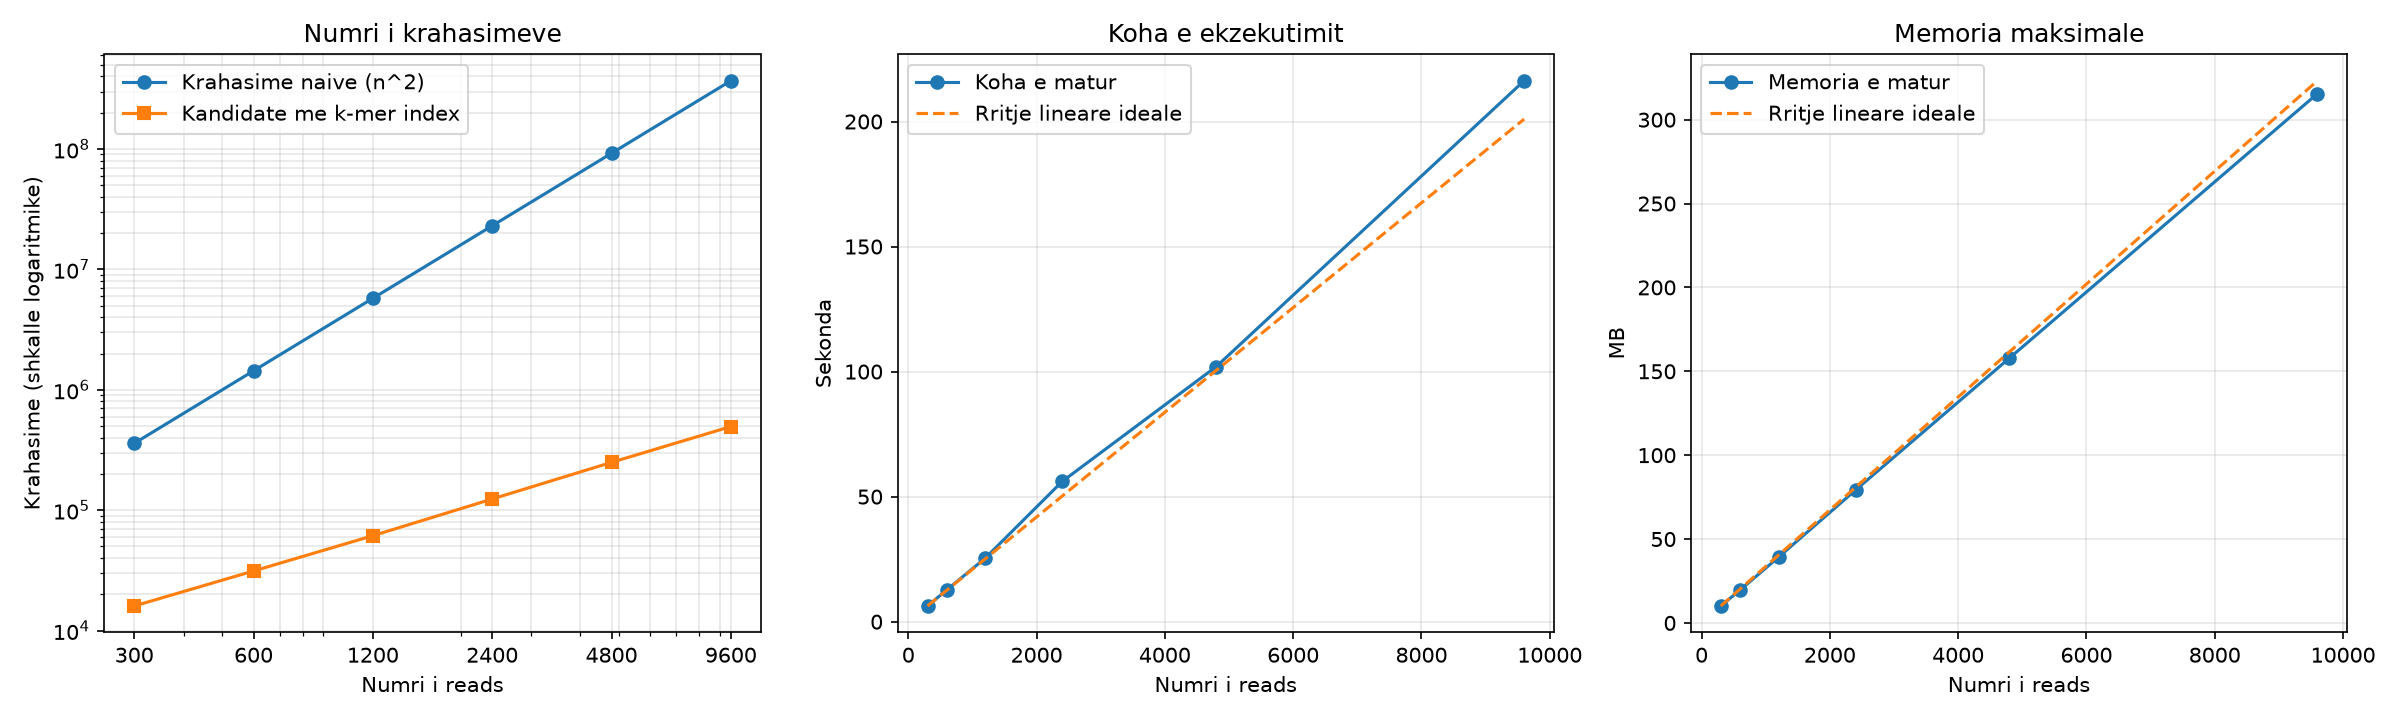 Numri i krahasimeve
Krahasime naive (n^2)
Kandidate me k-mer index
Krahasime (shkalle logaritmike)
10^8
10^7
10^6
10^5
10^4
300 600 1200 2400 4800 9600
Numri i reads
Koha e ekzekutimit
Koha e matur
Rritje lineare ideale
Sekonda
200
150
100
50
0
0 2000 4000 6000 8000 10000
Numri i reads
Memoria maksimale
Memoria e matur
Rritje lineare ideale
MB
300
250
200
150
100
50
0
0 2000 4000 6000 8000 10000
Numri i reads